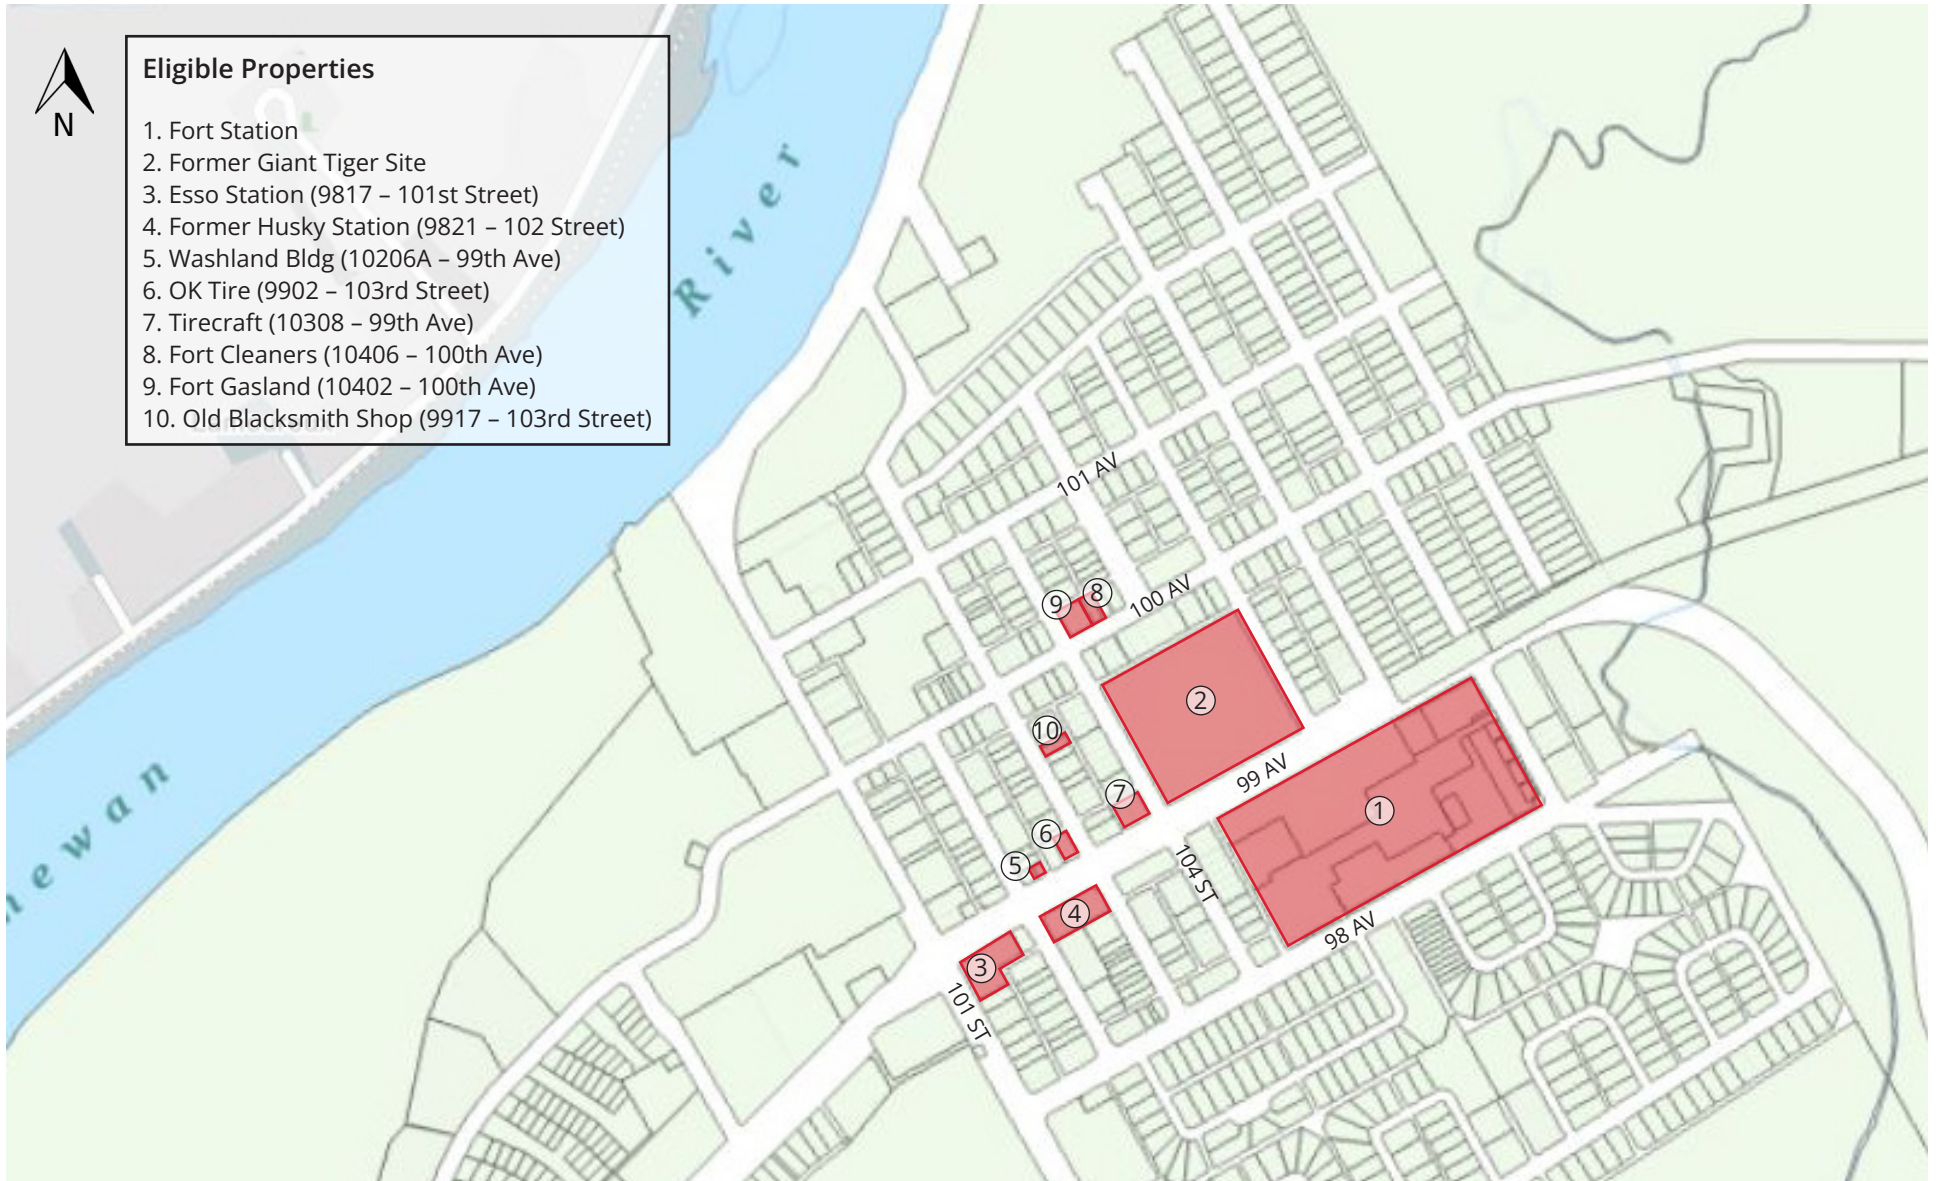 N
Eligible Properties
1. Fort Station
2. Former Giant Tiger Site
3. Esso Station (9817 – 101st Street)
4. Former Husky Station (9821 – 102 Street)
5. Washland Bldg (10206A – 99th Ave)
6. OK Tire (9902 – 103rd Street)
7. Tirecraft (10308 – 99th Ave)
8. Fort Cleaners (10406 – 100th Ave)
9. Fort Gasland (10402 – 100th Ave)
10. Old Blacksmith Shop (9917 – 103rd Street)
River
101 AV
9
8
100 AV
2
10
99 AV
7
1
newan
6
5
104 ST
4
98 AV
3
101 ST